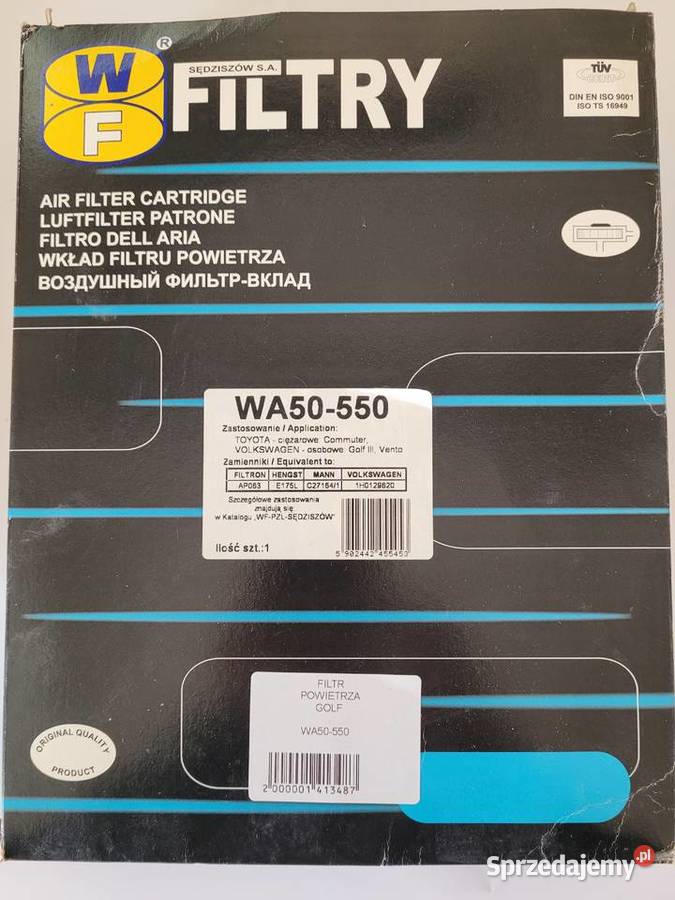 WF®
SĘDZISZÓW S.A.
FILTRY
TÜV
CERT
DIN EN ISO 9001
ISO TS 16949
AIR FILTER CARTRIDGE
LUFTFILTER PATRONE
FILTRO DELL ARIA
WKŁAD FILTRU POWIETRZA
ВОЗДУШНЫЙ ФИЛЬТР-ВКЛАД
WA50-550
Zastosowanie / Application:
TOYOTA - ciężarowe: Commuter,
VOLKSWAGEN - osobowe: Golf III, Vento
Zamienniki / Equivalent to:
FILTRON HENGST MANN VOLKSWAGEN
AP063 E175L C27154/1 1H0129620
Szczegółowe zastosowania
znajdują się
w Katalogu „WF-PZL-SĘDZISZÓW"
Ilość szt.:1
5 902442 455453
FILTR
POWIETRZA
GOLF
WA50-550
2 000001 413487
ORIGINAL QUALITY
PRODUCT
Sprzedajemy.pl